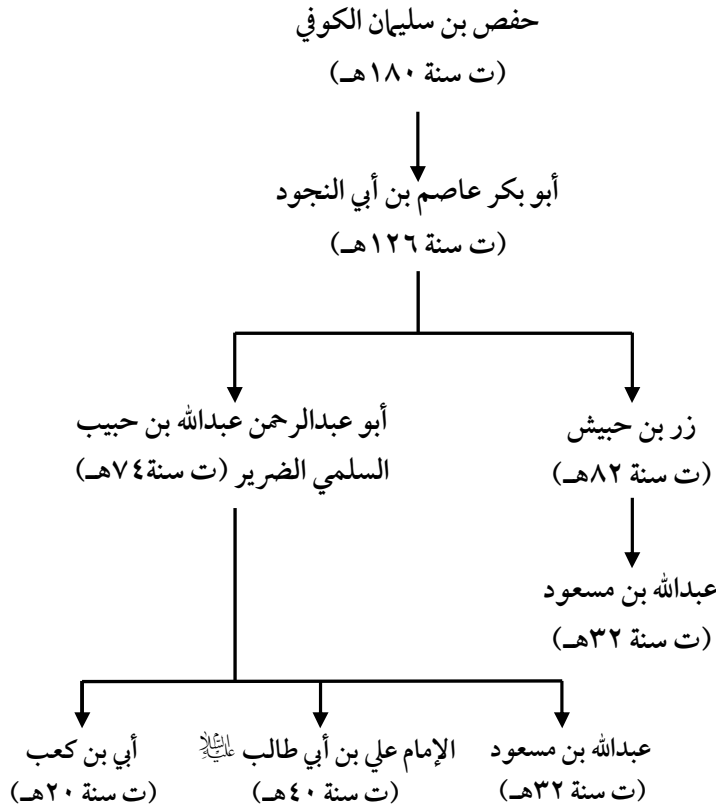 حفص بن سليمان الكوفي
(ت سنة ١٨٠هـ)
أبو بكر عاصم بن أبي النجود
(ت سنة ١٢٦هـ)
زر بن حبيش
(ت سنة ٨٢هـ)
أبو عبدالرحمن عبدالله بن حبيب
السلمي الضرير (ت سنة٧٤هـ)
عبدالله بن مسعود
(ت سنة ٣٢هـ)
عبدالله بن مسعود
(ت سنة ٣٢هـ)
الإمام علي بن أبي طالب عليه السلام
(ت سنة ٤٠هـ)
أبي بن كعب
(ت سنة ٢٠هـ)